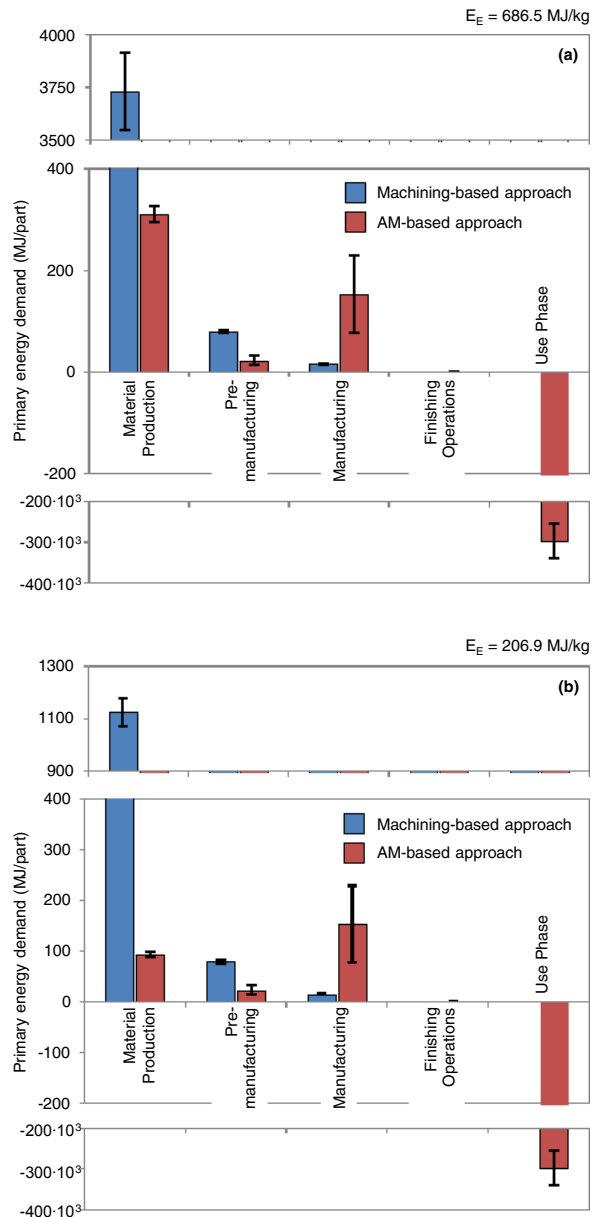 E_E = 686.5 MJ/kg
(a)
4000
3750
3500
400
200
0
-200
-200·10³
-300·10³
-400·10³
Primary energy demand (MJ/part)
Machining-based approach
AM-based approach
Material
Production
Pre-
manufacturing
Manufacturing
Finishing
Operations
Use Phase
E_E = 206.9 MJ/kg
(b)
1300
1100
900
400
300
200
100
0
-100
-200
-200·10³
-300·10³
-400·10³
Primary energy demand (MJ/part)
Machining-based approach
AM-based approach
Material
Production
Pre-
manufacturing
Manufacturing
Finishing
Operations
Use Phase